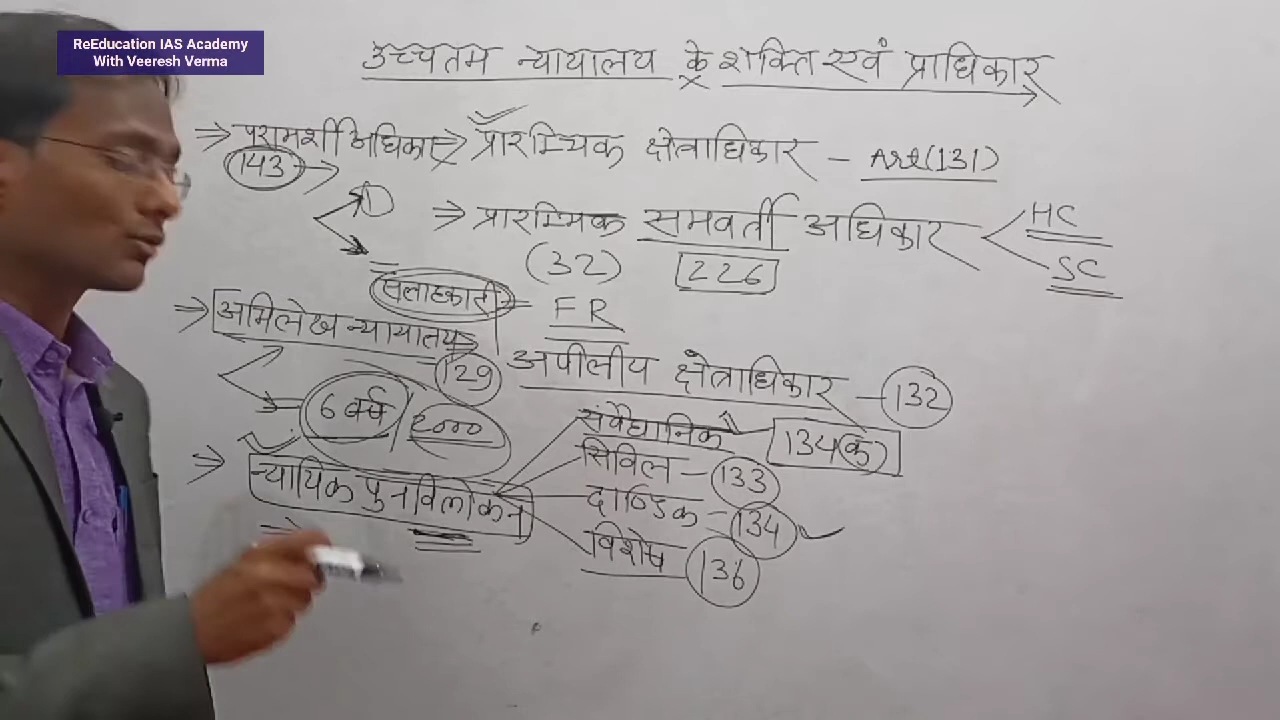 ReEducation IAS Academy
With Veeresh Verma
उच्चतम न्यायालय के शक्ति एवं प्राधिकार
⇒ परामर्शी अधिकार
143 →
1
=
सलाहकारी
⇒ प्रारम्भिक क्षेत्राधिकार - Art(131)
⇒ प्रारम्भिक समवर्ती अधिकार
HC
SC
(32) 226
FR
⇒ अभिलेख न्यायालय
129
6 वर्ष / 2000
अपीलीय क्षेत्राधिकार - 132
संवैधानिक 134(क)
सिविल - 133
दाण्डिक - 134
विशेष 136
⇒ न्यायिक पुनर्विलोकन